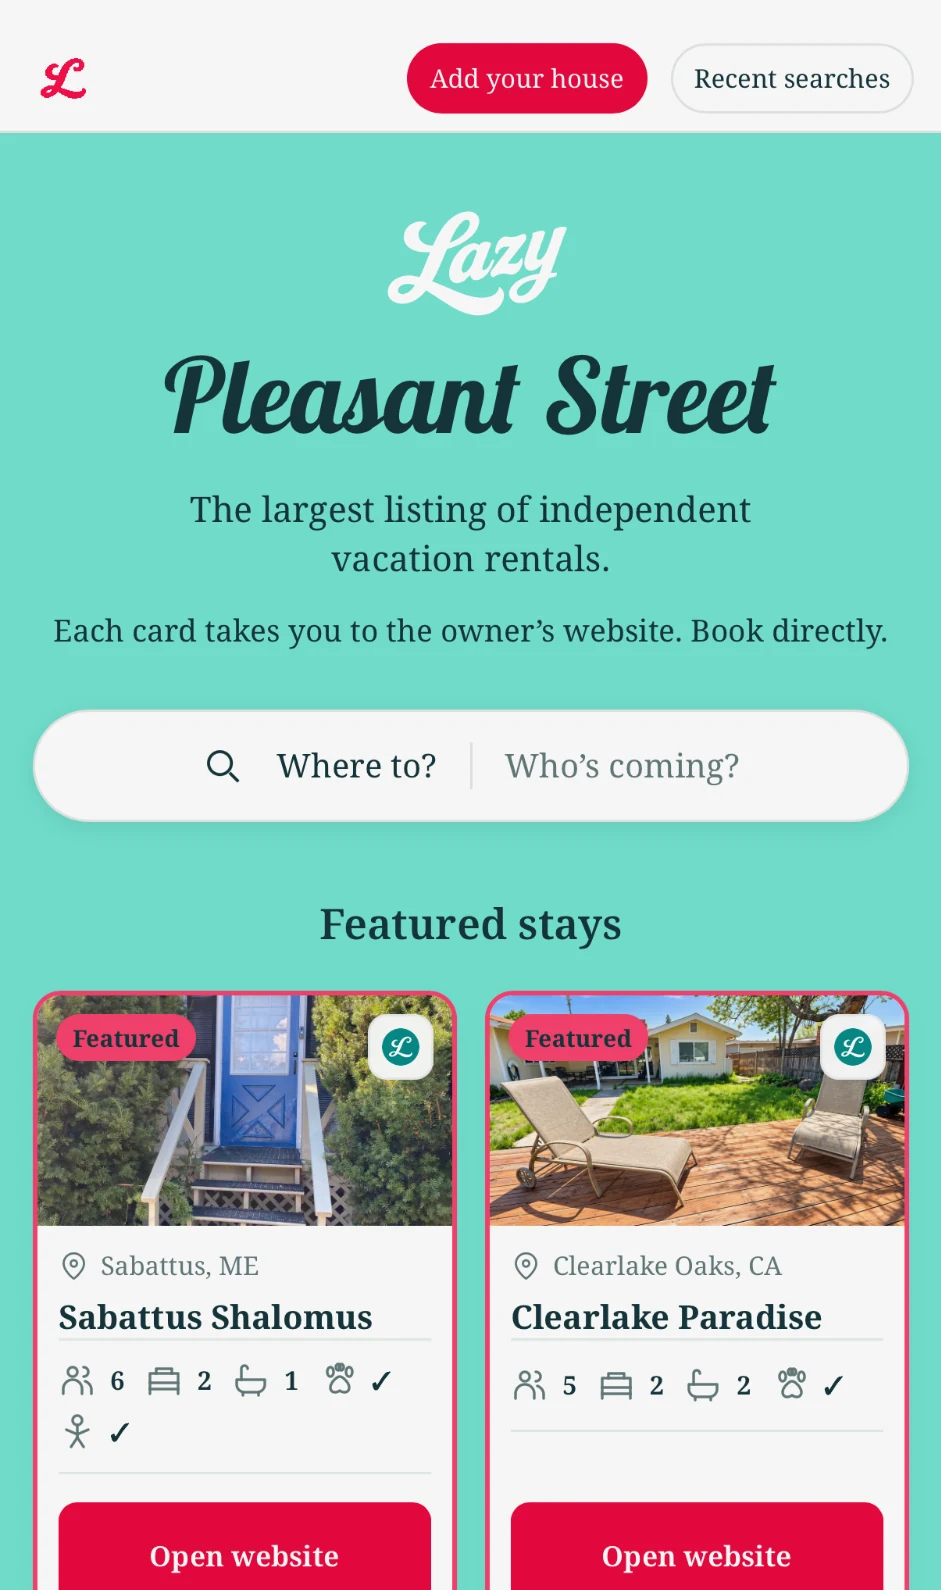 L
Add your house
Recent searches
Lazy
Pleasant Street
The largest listing of independent
vacation rentals.
Each card takes you to the owner’s website. Book directly.
Where to?
Who’s coming?
Featured stays
Featured
L
Sabattus, ME
Sabattus Shalomus
6 2 1 ✓
✓
Open website
Featured
L
Clearlake Oaks, CA
Clearlake Paradise
5 2 2 ✓
Open website